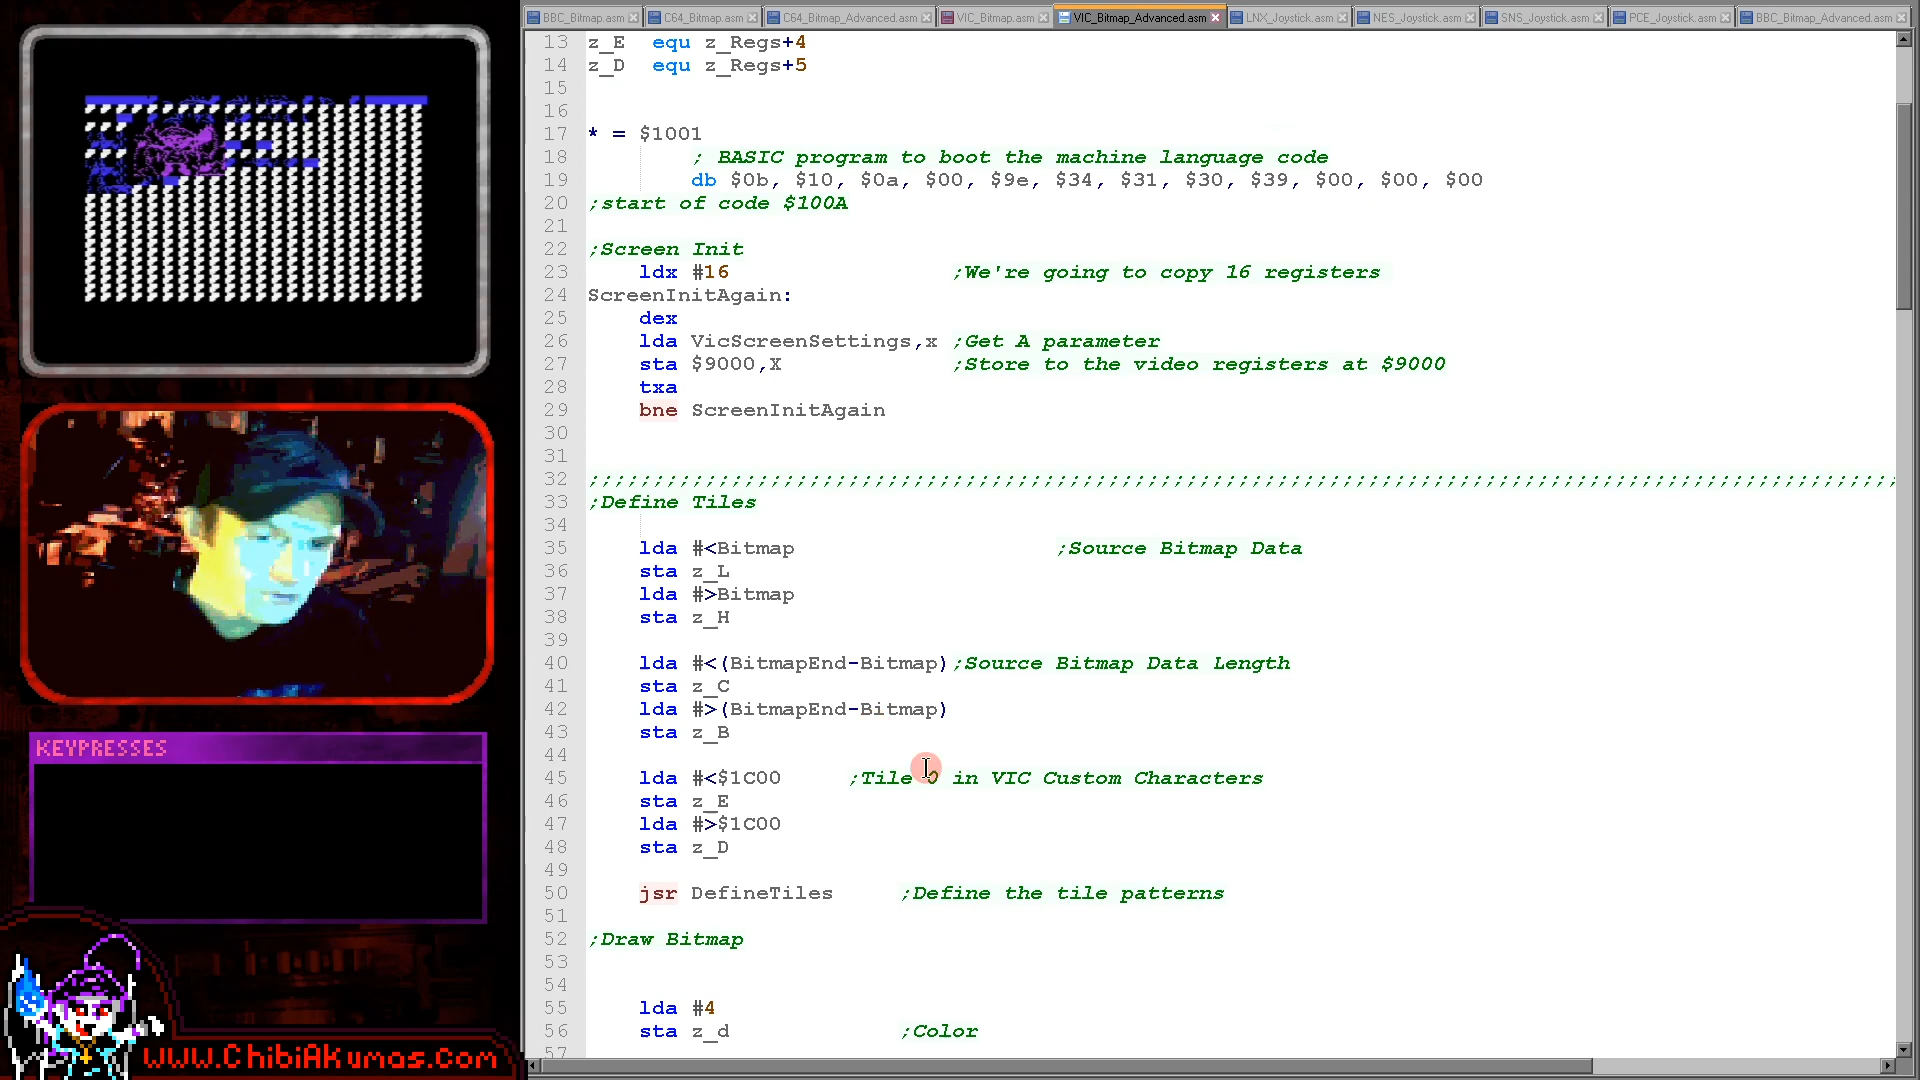 BBC_Bitmap.asm C64_Bitmap.asm C64_Bitmap_Advanced.asm VIC_Bitmap.asm VIC_Bitmap_Advanced.asm LNX_Joystick.asm NES_Joystick.asm SNS_Joystick.asm PCE_Joystick.asm BBC_Bitmap_Advanced.asm
13 z_E equ z_Regs+4
14 z_D equ z_Regs+5
15
16
17 * = $1001
18 ; BASIC program to boot the machine language code
19 db $0b, $10, $0a, $00, $9e, $34, $31, $30, $39, $00, $00, $00
20 ;start of code $100A
21
22 ;Screen Init
23 ldx #16 ;We're going to copy 16 registers
24 ScreenInitAgain:
25 dex
26 lda VicScreenSettings,x ;Get A parameter
27 sta $9000,X ;Store to the video registers at $9000
28 txa
29 bne ScreenInitAgain
30
31
32 ;;;;;;;;;;;;;;;;;;;;;;;;;;;;;;;;;;;;;;;;;;;;;;;;;;;;;;;;;;;;;;;;;;;;;;;;;;;;;;;;;;;;;;;;;;;;;;;;;;;;;
33 ;Define Tiles
34
35 lda #<Bitmap ;Source Bitmap Data
36 sta z_L
37 lda #>Bitmap
38 sta z_H
39
40 lda #<(BitmapEnd-Bitmap);Source Bitmap Data Length
41 sta z_C
42 lda #>(BitmapEnd-Bitmap)
43 sta z_B
44
45 lda #<$1C00 ;Tile 0 in VIC Custom Characters
46 sta z_E
47 lda #>$1C00
48 sta z_D
49
50 jsr DefineTiles ;Define the tile patterns
51
52 ;Draw Bitmap
53
54
55 lda #4
56 sta z_d ;Color
57
KEYPRESSES
www.ChibiAkumas.com